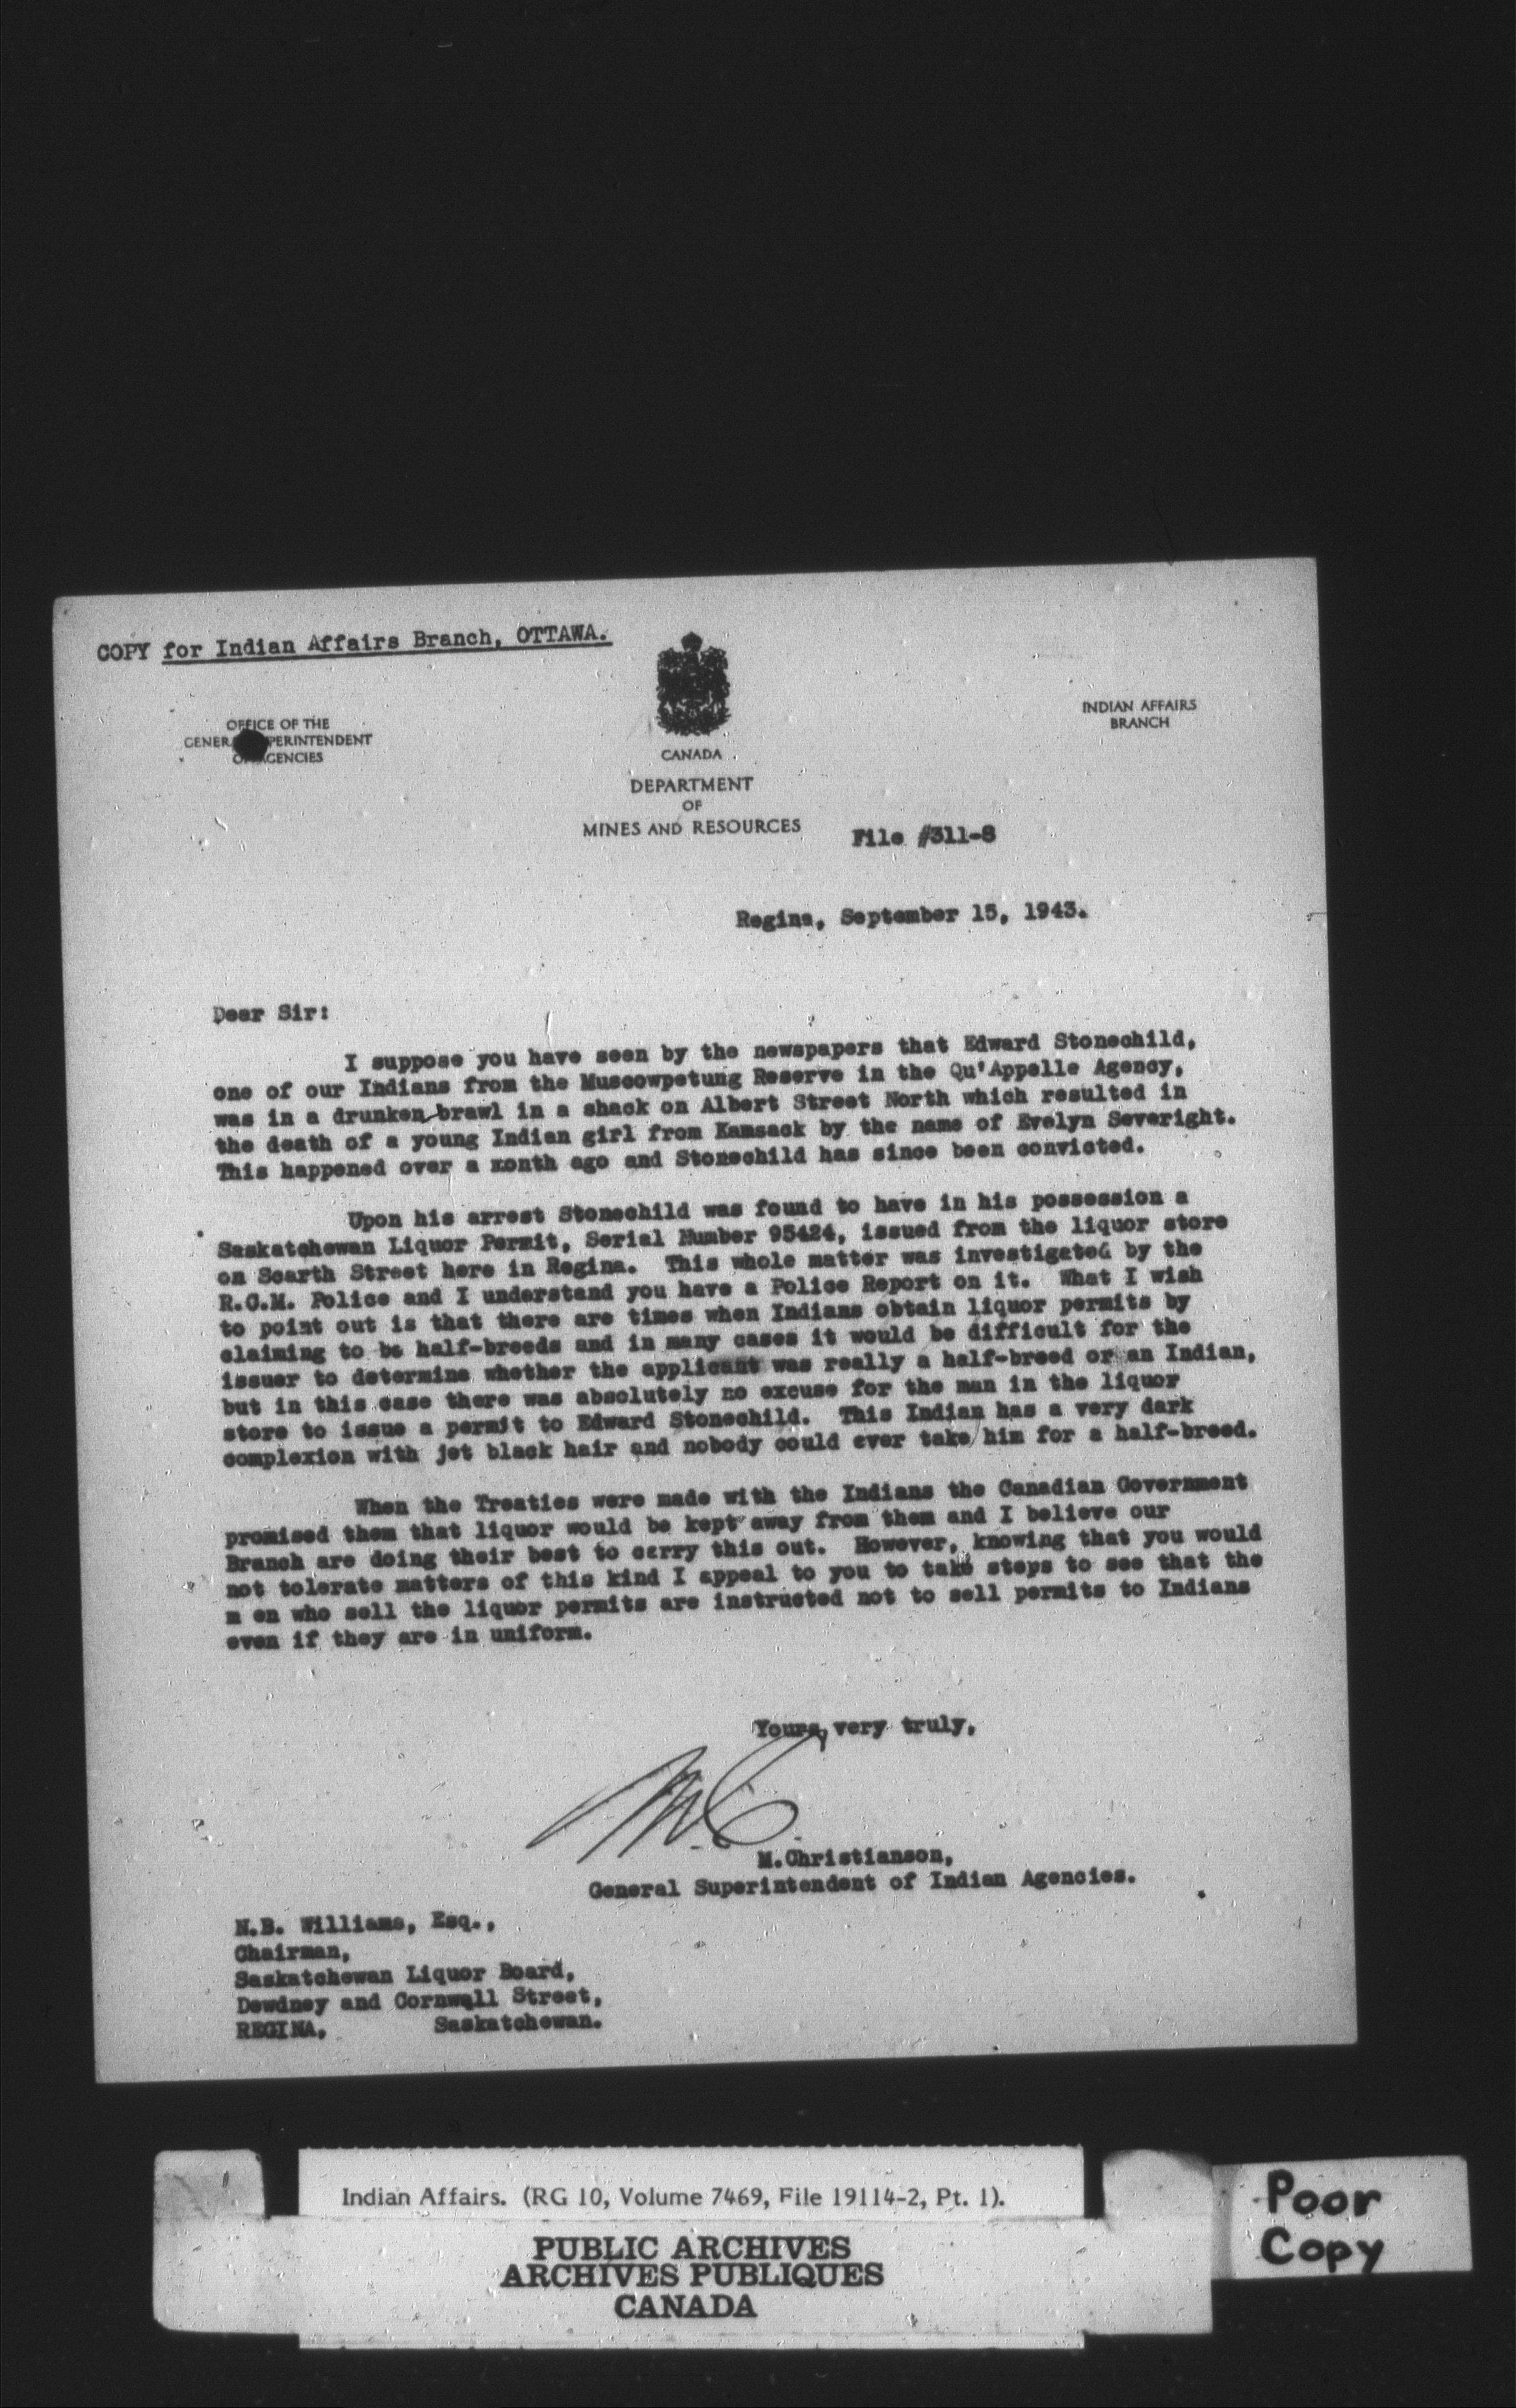 COPY for Indian Affairs Branch, OTTAWA.
OFFICE OF THE
GENERAL SUPERINTENDENT
OF AGENCIES
CANADA
DEPARTMENT
OF
MINES AND RESOURCES
INDIAN AFFAIRS
BRANCH
File #311-8
Regina, September 15, 1943.
Dear Sir:
I suppose you have seen by the newspapers that Edward Stonechild,
one of our Indians from the Muscowpetung Reserve in the Qu'Appelle Agency,
was in a drunken brawl in a shack on Albert Street North which resulted in
the death of a young Indian girl from Kamsack by the name of Evelyn Severight.
This happened over a month ago and Stonechild has since been convicted.
Upon his arrest Stonechild was found to have in his possession a
Saskatchewan Liquor Permit, Serial Number 95424, issued from the liquor store
on Scarth Street here in Regina. This whole matter was investigated by the
R.C.M. Police and I understand you have a Police Report on it. What I wish
to point out is that there are times when Indians obtain liquor permits by
claiming to be half-breeds and in many cases it would be difficult for the
issuer to determine whether the applicant was really a half-breed or an Indian,
but in this case there was absolutely no excuse for the man in the liquor
store to issue a permit to Edward Stonechild. This Indian has a very dark
complexion with jet black hair and nobody could ever take him for a half-breed.
When the Treaties were made with the Indians the Canadian Government
promised them that liquor would be kept away from them and I believe our
Branch are doing their best to carry this out. However, knowing that you would
not tolerate matters of this kind I appeal to you to take steps to see that the
m en who sell the liquor permits are instructed not to sell permits to Indians
even if they are in uniform.
Yours very truly,
MC
M.Christianson,
General Superintendent of Indian Agencies.
N.B. Williams, Esq.,
Chairman,
Saskatchewan Liquor Board,
Dewdney and Cornwall Street,
REGINA, Saskatchewan.
Indian Affairs. (RG 10, Volume 7469, File 19114-2, Pt. 1).
PUBLIC ARCHIVES
ARCHIVES PUBLIQUES
CANADA
Poor
Copy